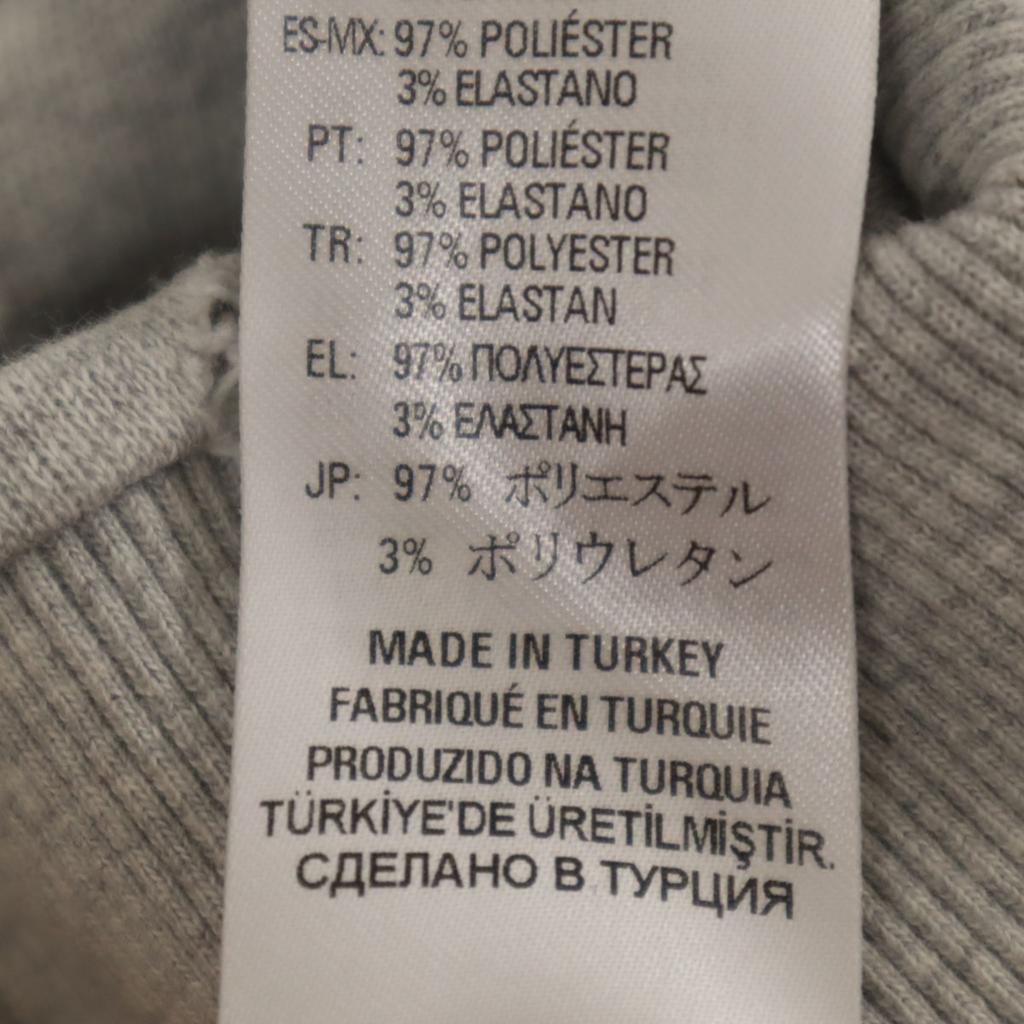 ES-MX: 97% POLIÉSTER
3% ELASTANO
PT: 97% POLIÉSTER
3% ELASTANO
TR: 97% POLYESTER
3% ELASTAN
EL: 97% ΠΟΛΥΕΣΤΕΡΑΣ
3% ΕΛΑΣΤΑΝΗ
JP: 97% ポリエステル
3% ポリウレタン
MADE IN TURKEY
FABRIQUÉ EN TURQUIE
PRODUZIDO NA TURQUIA
TÜRKİYE'DE ÜRETİLMİŞTİR.
СДЕЛАНО В ТУРЦИЯ